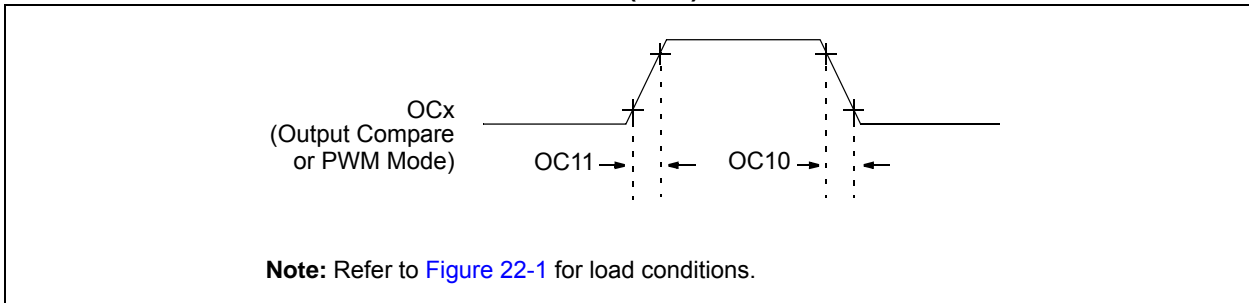 OCx
(Output Compare
or PWM Mode)
OC11
OC10
Note: Refer to Figure 22-1 for load conditions.